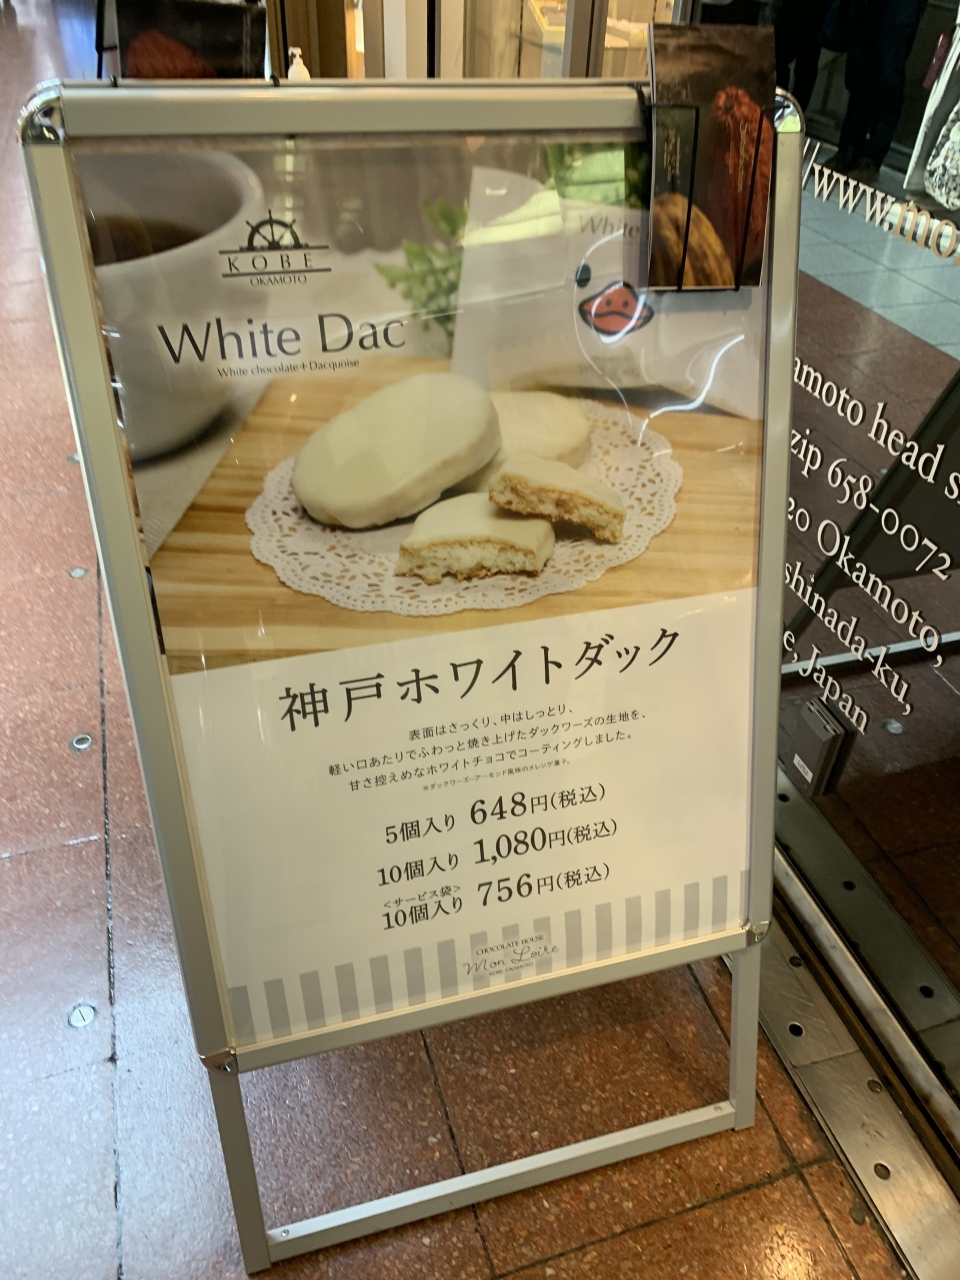 KOBE
OKAMOTO
White Dac
White chocolate+Dacquoise
White
神戸ホワイトダック
表面はさっくり、中はしっとり、
軽い口あたりでふわっと焼き上げたダックワーズの生地を、
甘さ控えめなホワイトチョコでコーティングしました。
※ダックワーズ…アーモンド風味のメレンゲ菓子。
5個入り 648円(税込)
10個入り 1,080円(税込)
<サービス袋>
10個入り 756円(税込)
CHOCOLATE HOUSE
Mon Loire
KOBE OKAMOTO
//www.mo
amoto head s
zip 658-0072
20 Okamoto,
shinada-ku,
e, Japan